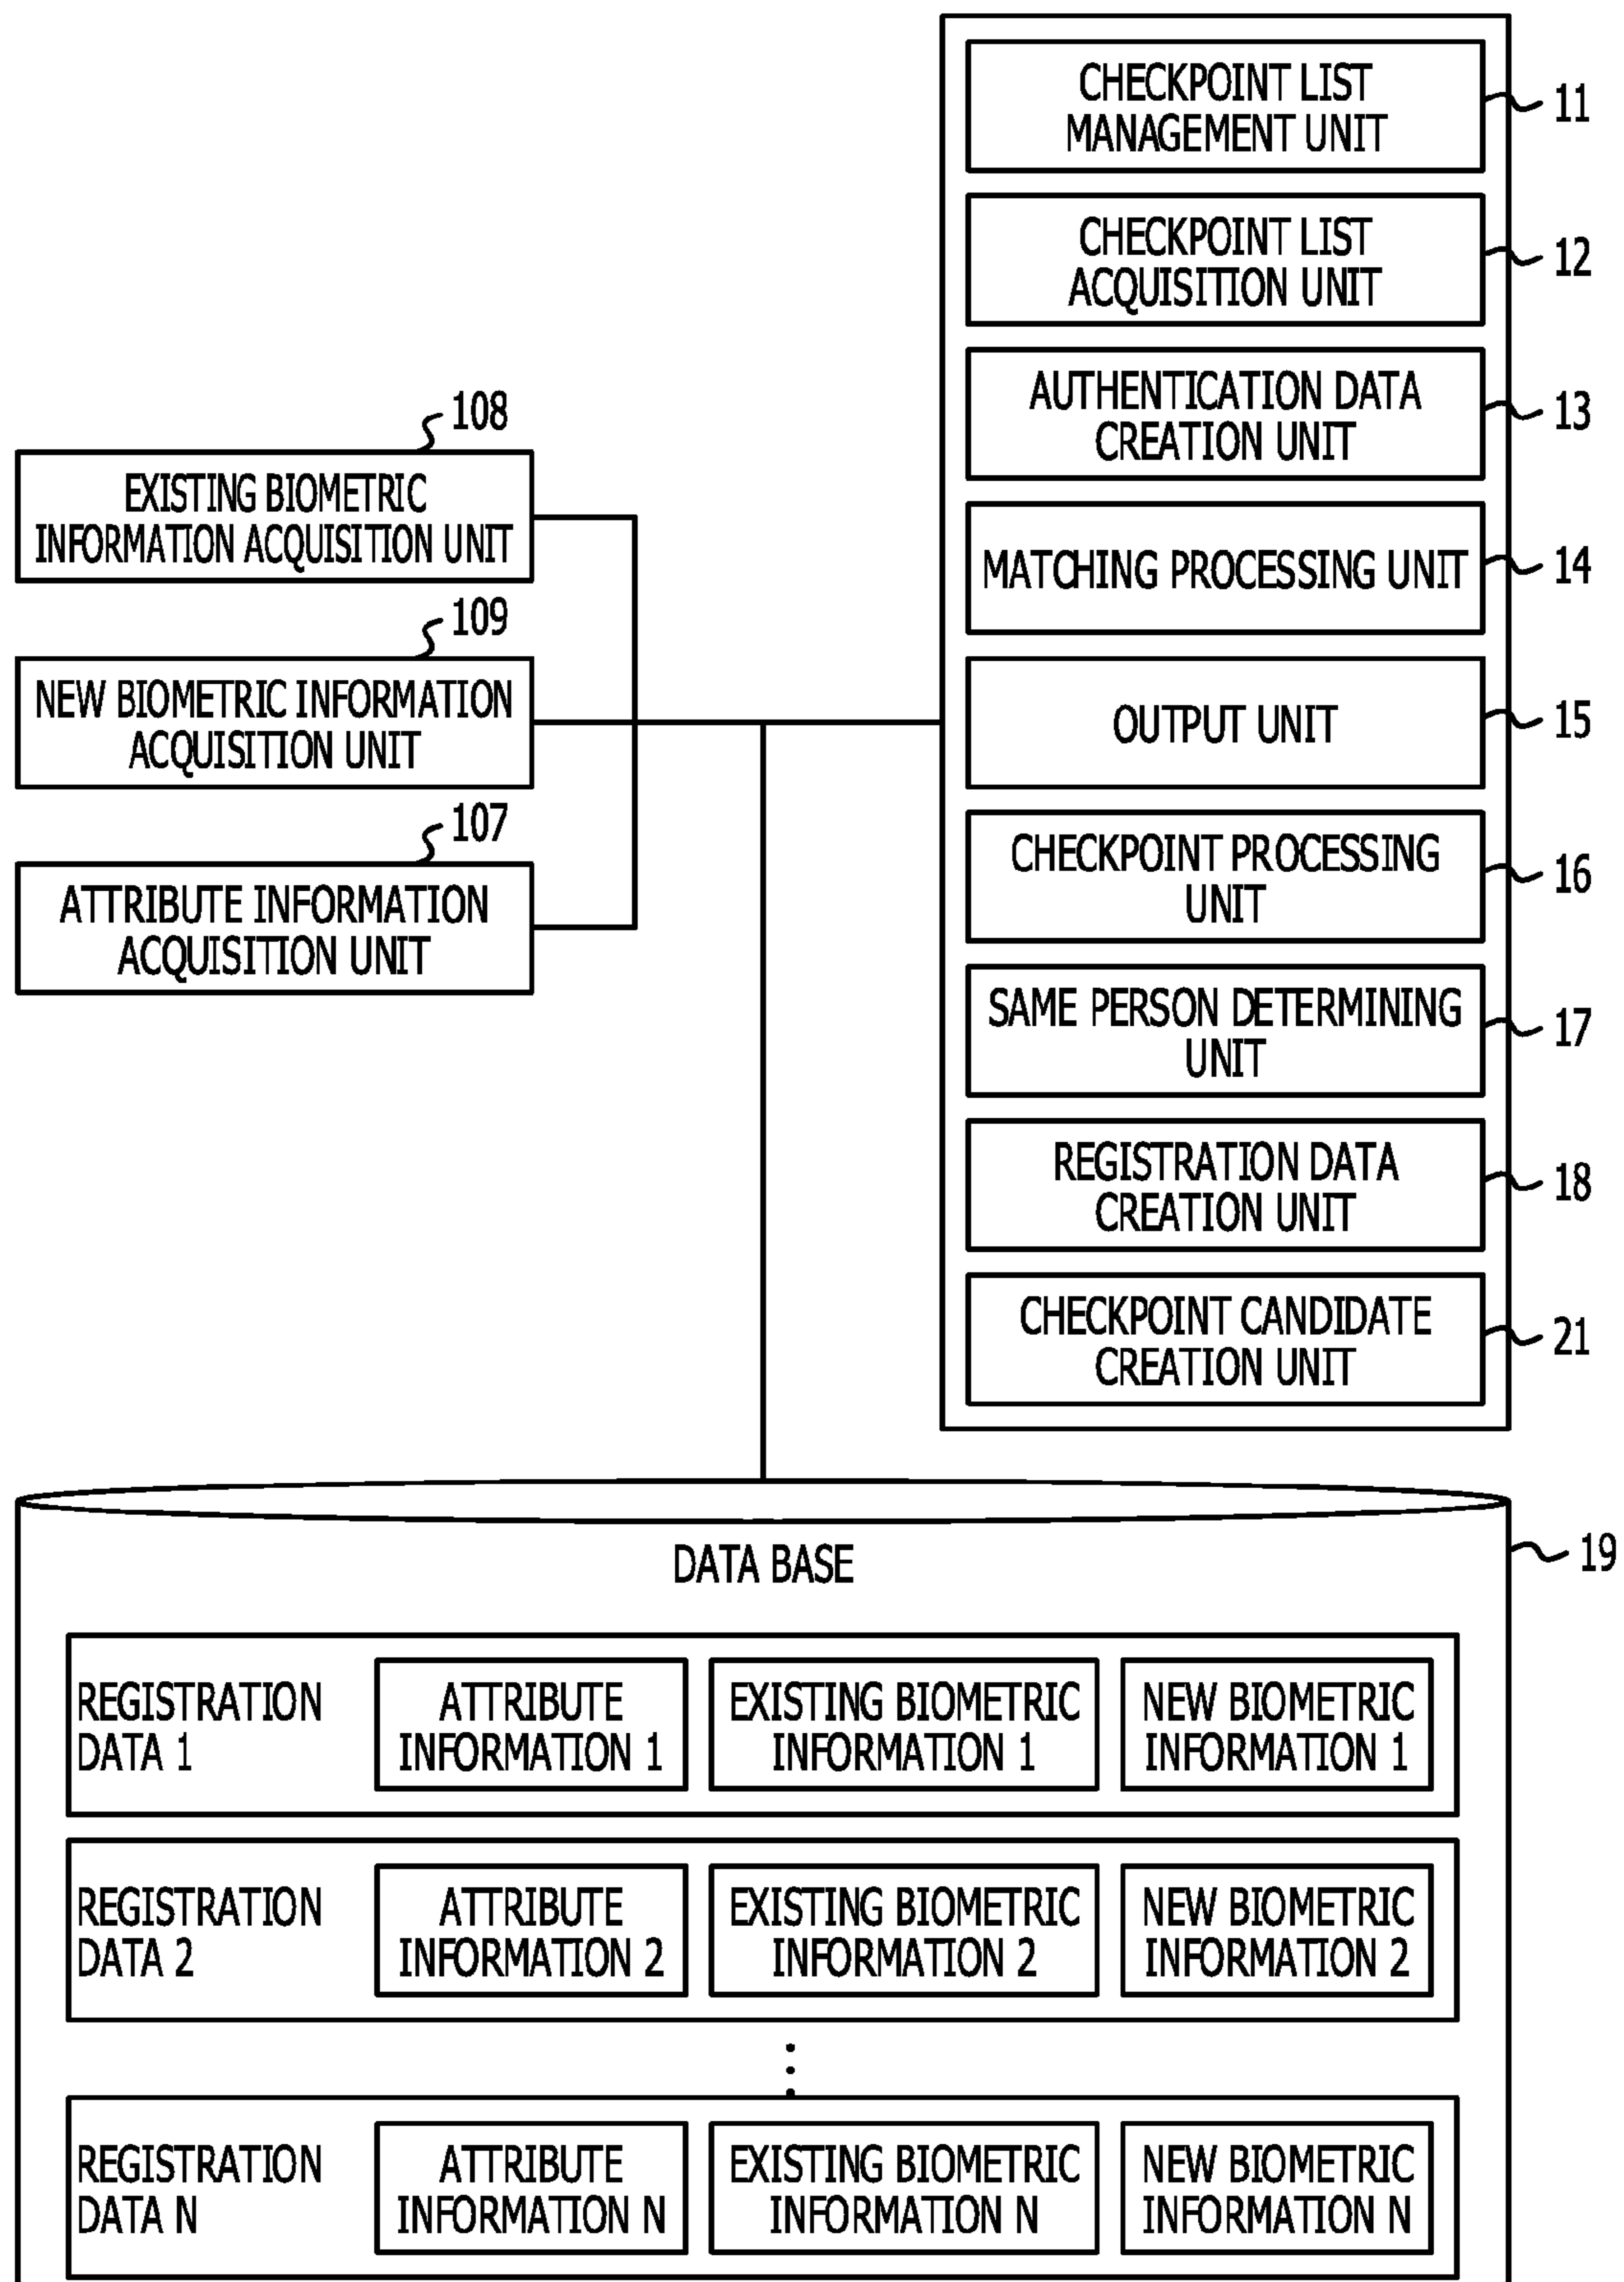 CHECKPOINT LIST
MANAGEMENT UNIT
11
CHECKPOINT LIST
ACQUISITION UNIT
12
AUTHENTICATION DATA
CREATION UNIT
13
MATCHING PROCESSING UNIT
14
OUTPUT UNIT
15
CHECKPOINT PROCESSING
UNIT
16
SAME PERSON DETERMINING
UNIT
17
REGISTRATION DATA
CREATION UNIT
18
CHECKPOINT CANDIDATE
CREATION UNIT
21
108
EXISTING BIOMETRIC
INFORMATION ACQUISITION UNIT
109
NEW BIOMETRIC INFORMATION
ACQUISITION UNIT
107
ATTRIBUTE INFORMATION
ACQUISITION UNIT
DATA BASE
19
REGISTRATION
DATA 1
ATTRIBUTE
INFORMATION 1
EXISTING BIOMETRIC
INFORMATION 1
NEW BIOMETRIC
INFORMATION 1
REGISTRATION
DATA 2
ATTRIBUTE
INFORMATION 2
EXISTING BIOMETRIC
INFORMATION 2
NEW BIOMETRIC
INFORMATION 2
REGISTRATION
DATA N
ATTRIBUTE
INFORMATION N
EXISTING BIOMETRIC
INFORMATION N
NEW BIOMETRIC
INFORMATION N